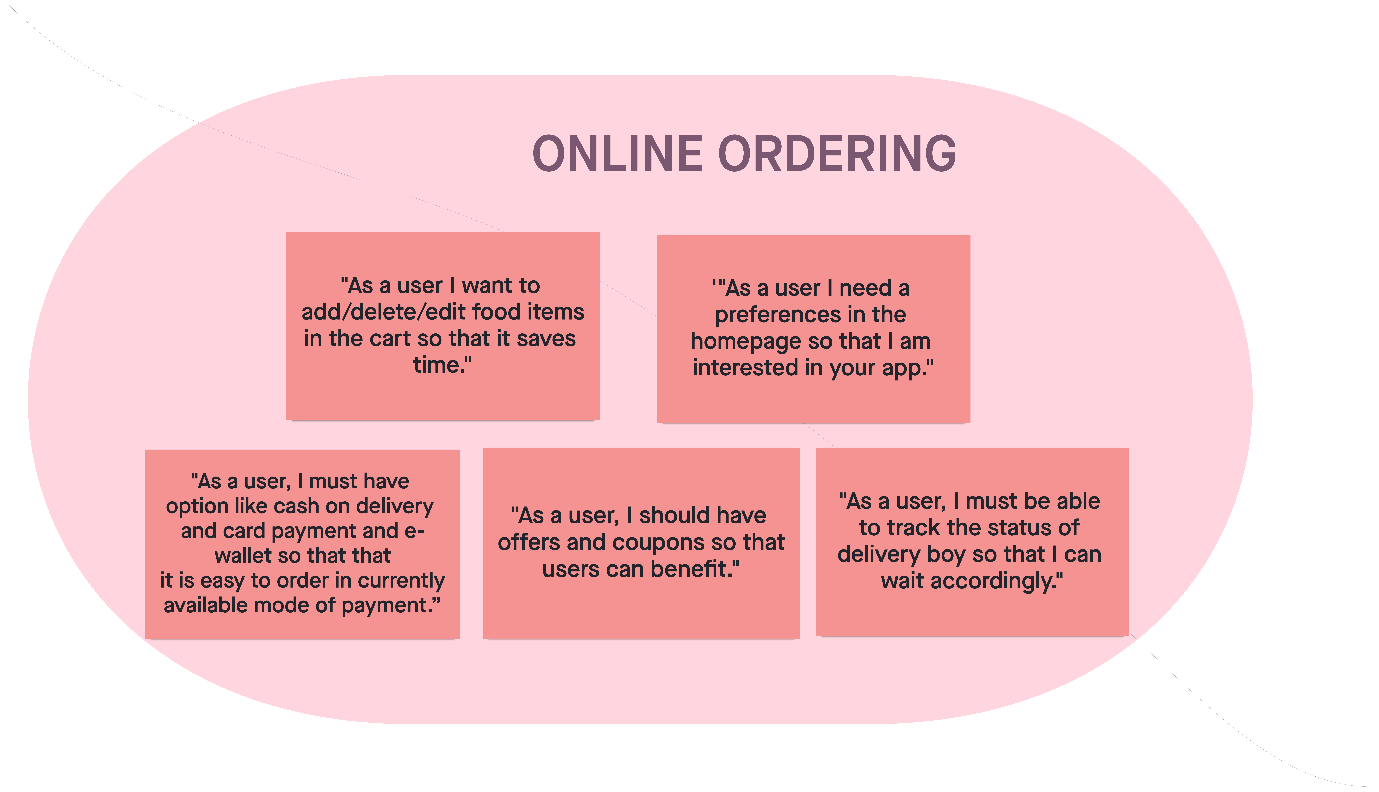 ONLINE ORDERING
"As a user I want to
add/delete/edit food items
in the cart so that it saves
time."
'"As a user I need a
preferences in the
homepage so that I am
interested in your app."
"As a user, I must have
option like cash on delivery
and card payment and e-
wallet so that that
it is easy to order in currently
available mode of payment.”
"As a user, I should have
offers and coupons so that
users can benefit."
"As a user, I must be able
to track the status of
delivery boy so that I can
wait accordingly."